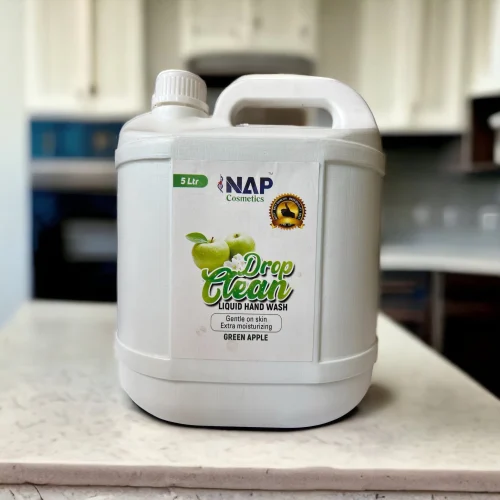 5 Ltr
NAP
Cosmetics
Drop
Clean
LIQUID HAND WASH
Gentle on skin
Extra moisturizing
GREEN APPLE